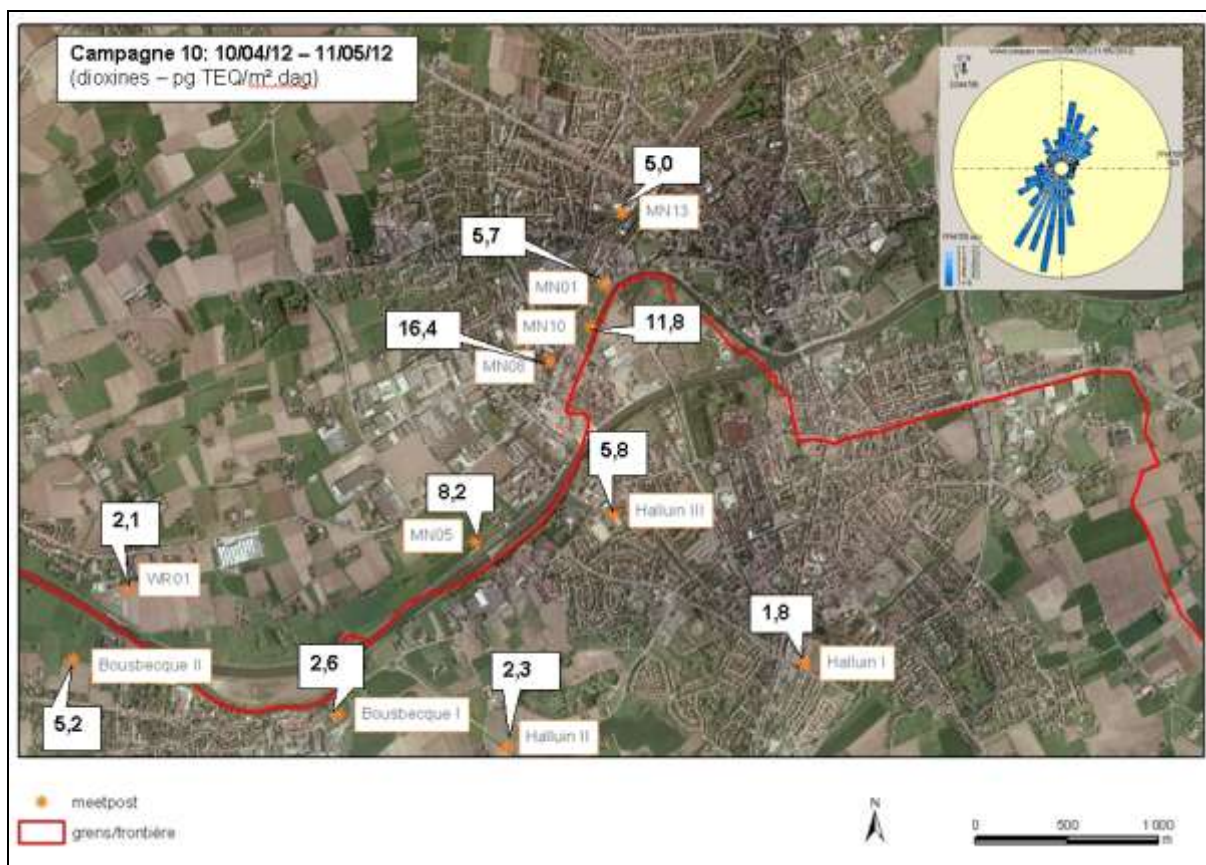 Campagne 10: 10/04/12 – 11/05/12
(dioxines – pg TEQ/m².dag)
5,0
MN13
5,7
MN01
MN10
11,8
16,4
MN08
5,8
Halluin III
8,2
MN05
2,1
WR01
1,8
Halluin I
Bousbecque II
5,2
2,6
Bousbecque I
2,3
Halluin II
meetpost
grens/frontière
N
0 500 1 000
m